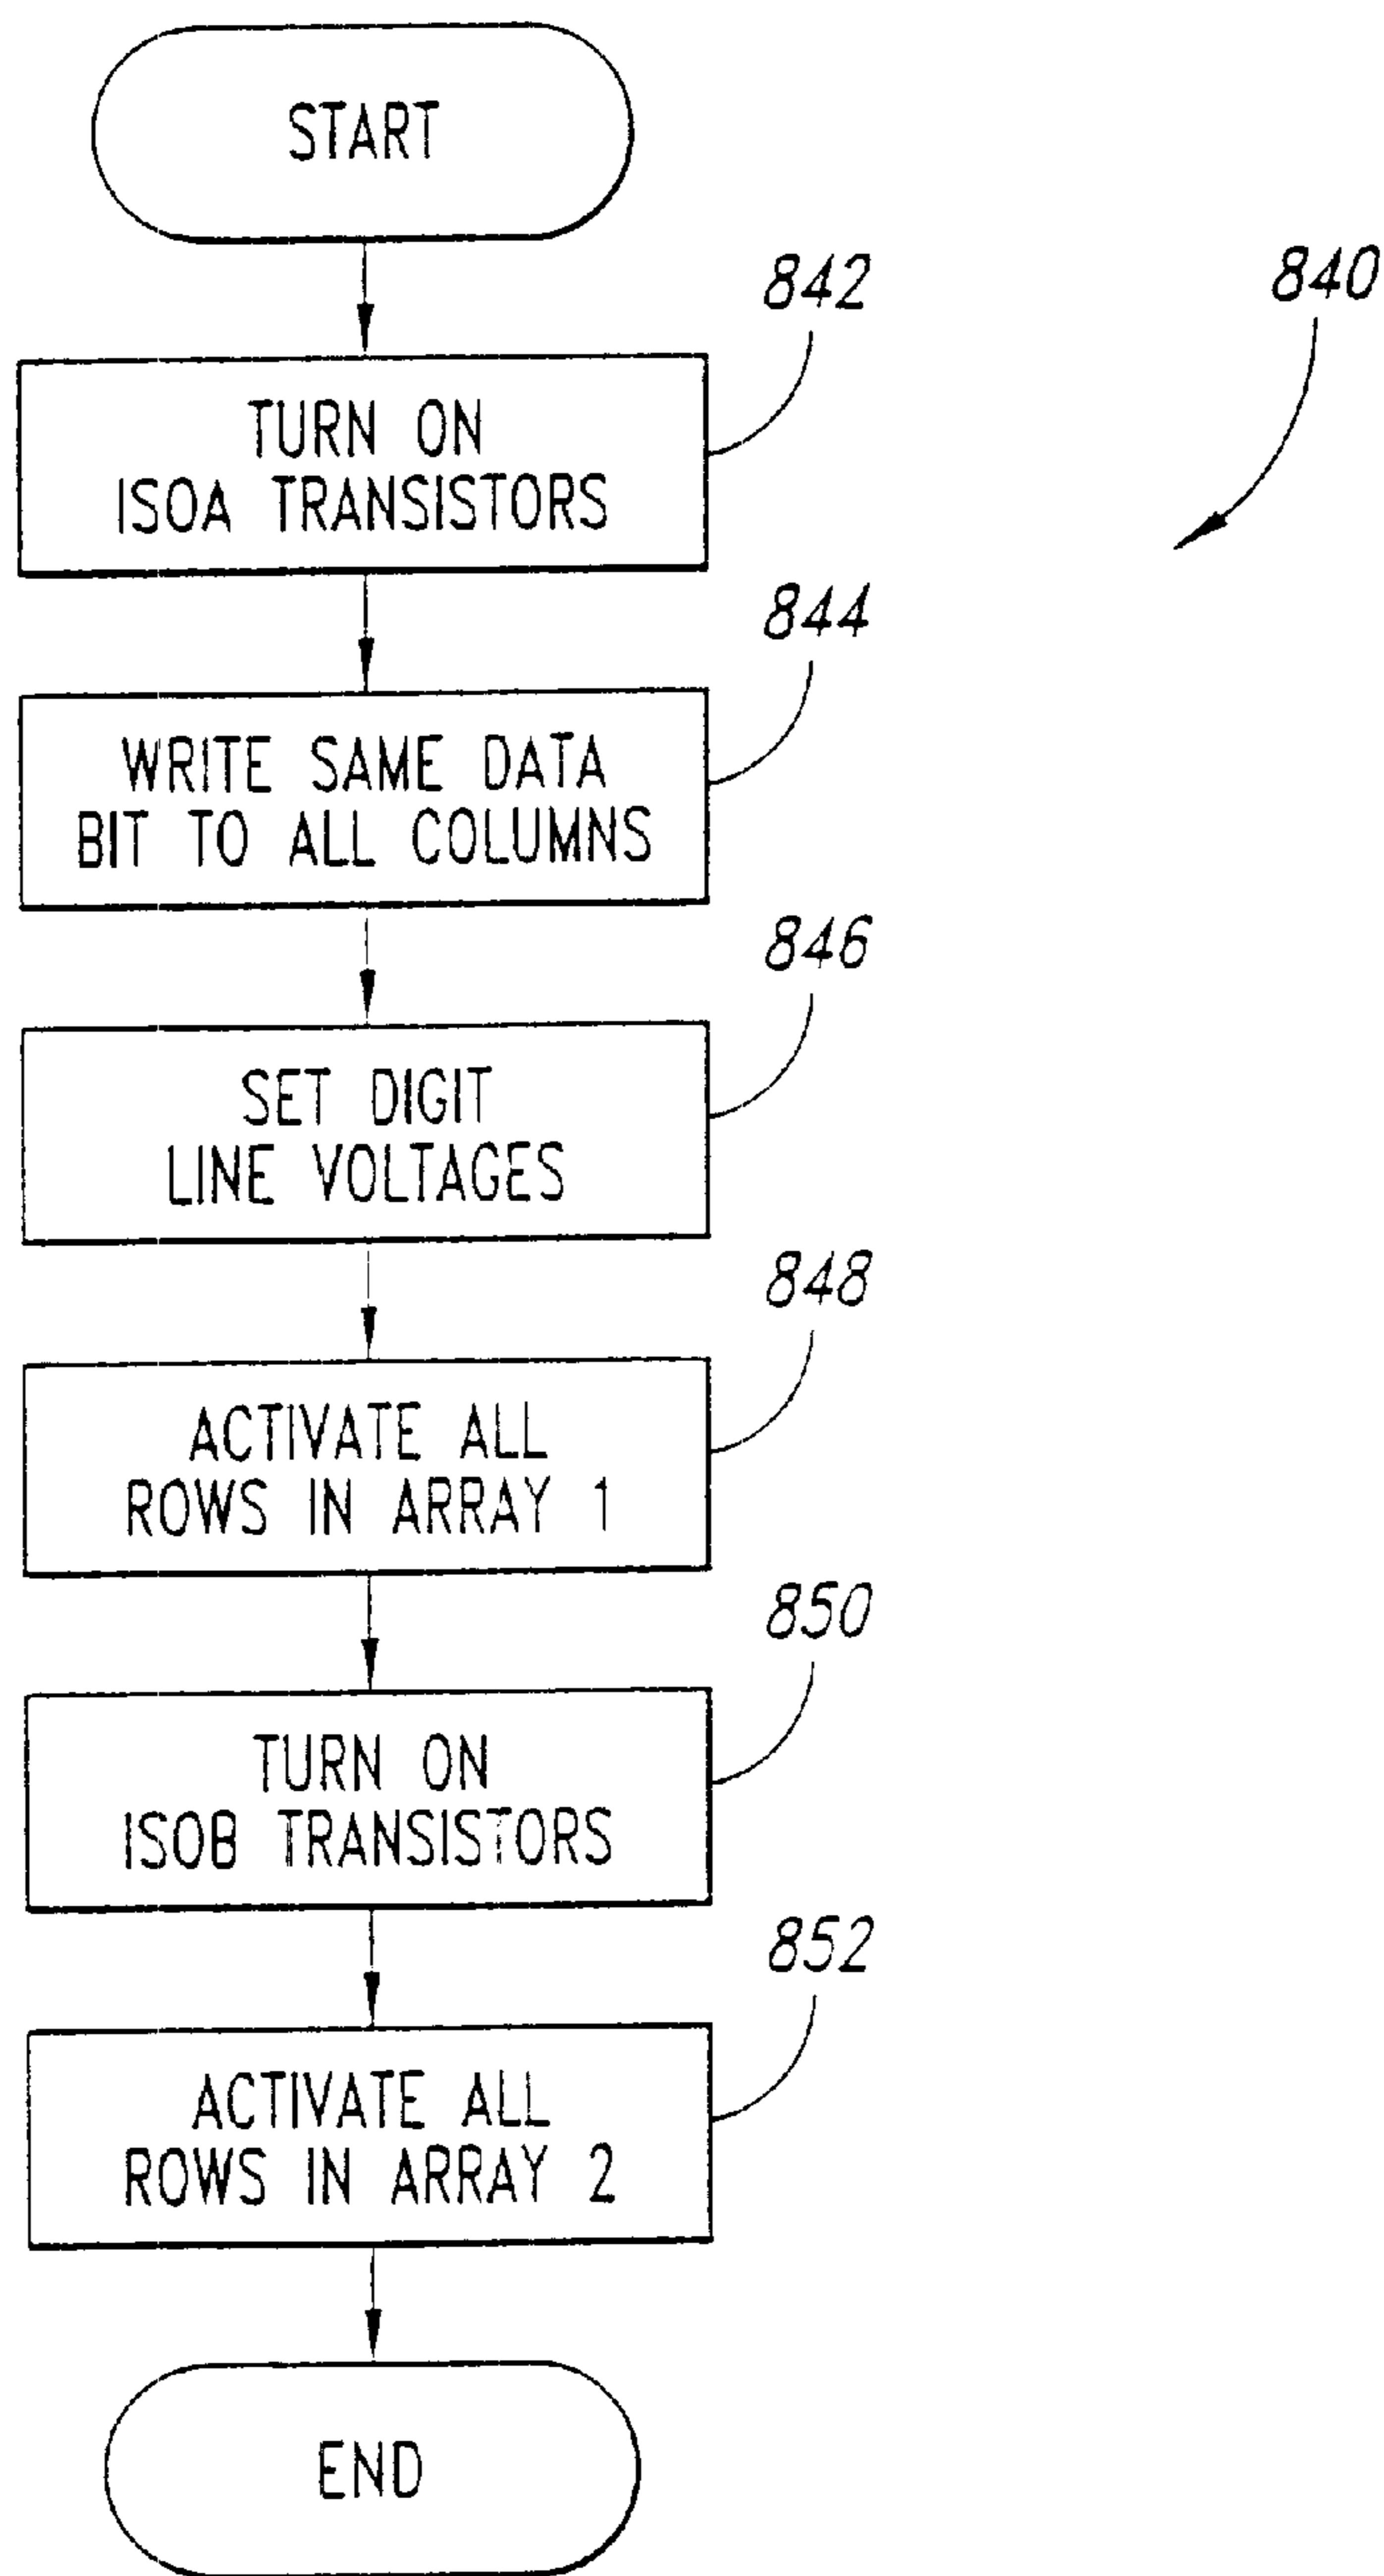 START
842
840
TURN ON
ISOA TRANSISTORS
844
WRITE SAME DATA
BIT TO ALL COLUMNS
846
SET DIGIT
LINE VOLTAGES
848
ACTIVATE ALL
ROWS IN ARRAY 1
850
TURN ON
ISOB TRANSISTORS
852
ACTIVATE ALL
ROWS IN ARRAY 2
END